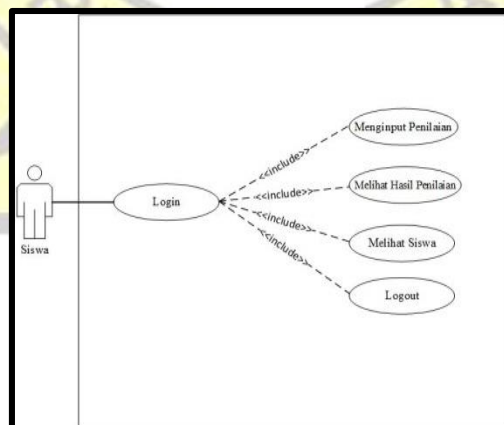 Menginput Penilaian
<<include>>
<<include>>
Melihat Hasil Penilaian
Login
<<include>>
Siswa
Melihat Siswa
<<include>>
Logout